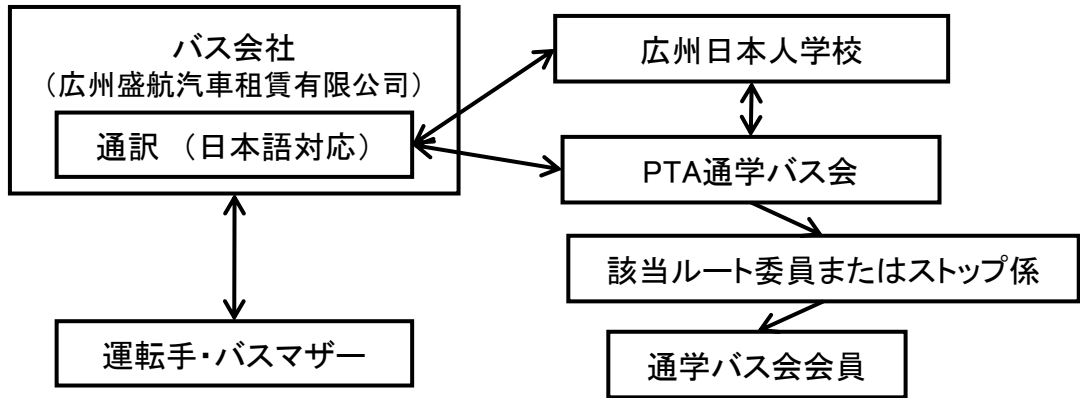 バス会社
（広州盛航汽車租賃有限公司）
通訳 （日本語対応）
広州日本人学校
PTA通学バス会
該当ルート委員またはストップ係
運転手・バスマザー
通学バス会会員